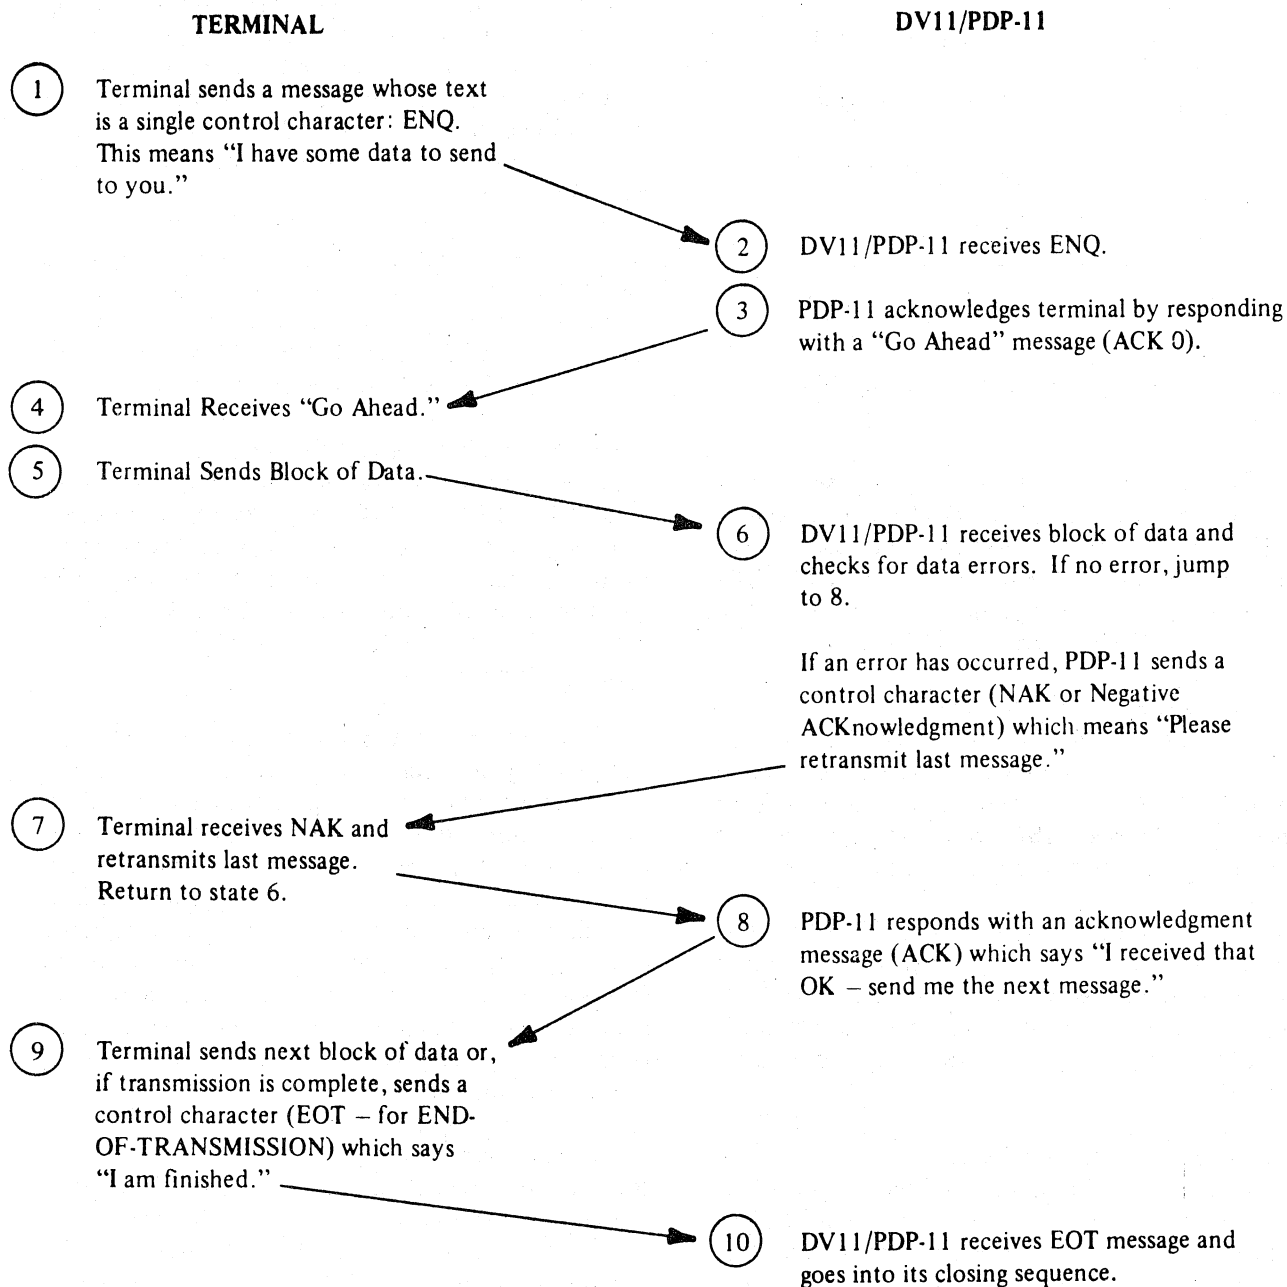 TERMINAL
DV11/PDP-11
1
Terminal sends a message whose text
is a single control character: ENQ.
This means “I have some data to send
to you.”
2
DV11/PDP-11 receives ENQ.
3
PDP-11 acknowledges terminal by responding
with a “Go Ahead” message (ACK 0).
4
Terminal Receives “Go Ahead.”
5
Terminal Sends Block of Data.
6
DV11/PDP-11 receives block of data and
checks for data errors. If no error, jump
to 8.
If an error has occurred, PDP-11 sends a
control character (NAK or Negative
ACKnowledgment) which means “Please
retransmit last message.”
7
Terminal receives NAK and
retransmits last message.
Return to state 6.
8
PDP-11 responds with an acknowledgment
message (ACK) which says “I received that
OK – send me the next message.”
9
Terminal sends next block of data or,
if transmission is complete, sends a
control character (EOT – for END-
OF-TRANSMISSION) which says
“I am finished.”
10
DV11/PDP-11 receives EOT message and
goes into its closing sequence.